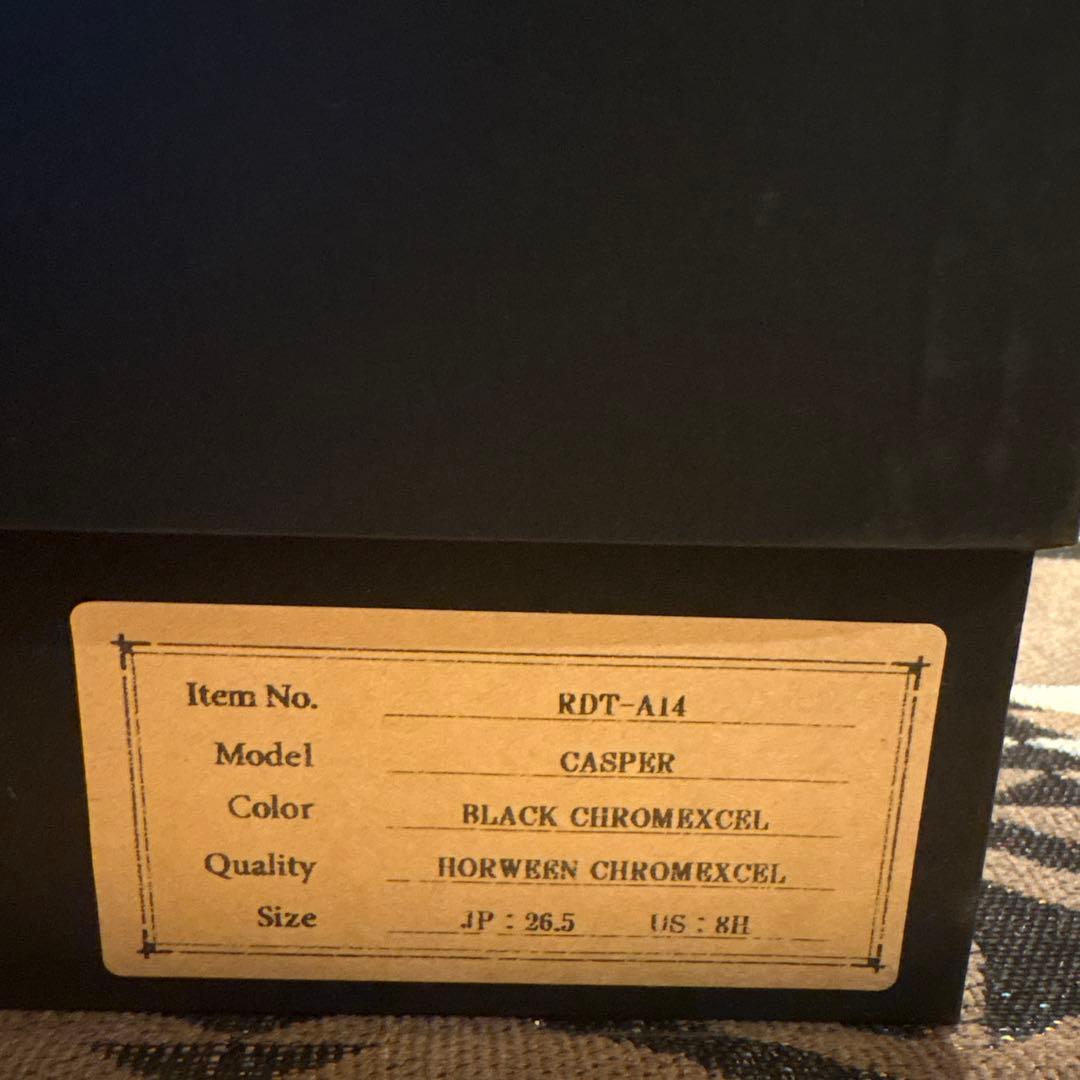 Item No. RDT-A14
Model CASPER
Color BLACK CHROMEXCEL
Quality HORWEEN CHROMEXCEL
Size JP : 26.5 US : 8H